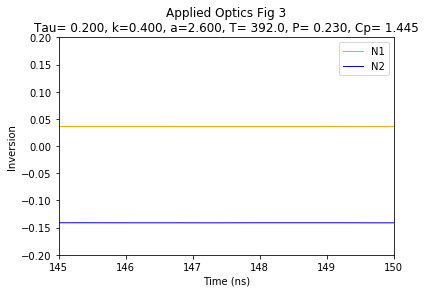 Applied Optics Fig 3
Tau= 0.200, k=0.400, a=2.600, T= 392.0, P= 0.230, Cp= 1.445
N1
N2
Inversion
0.20
0.15
0.10
0.05
0.00
−0.05
−0.10
−0.15
−0.20
145
146
147
148
149
150
Time (ns)